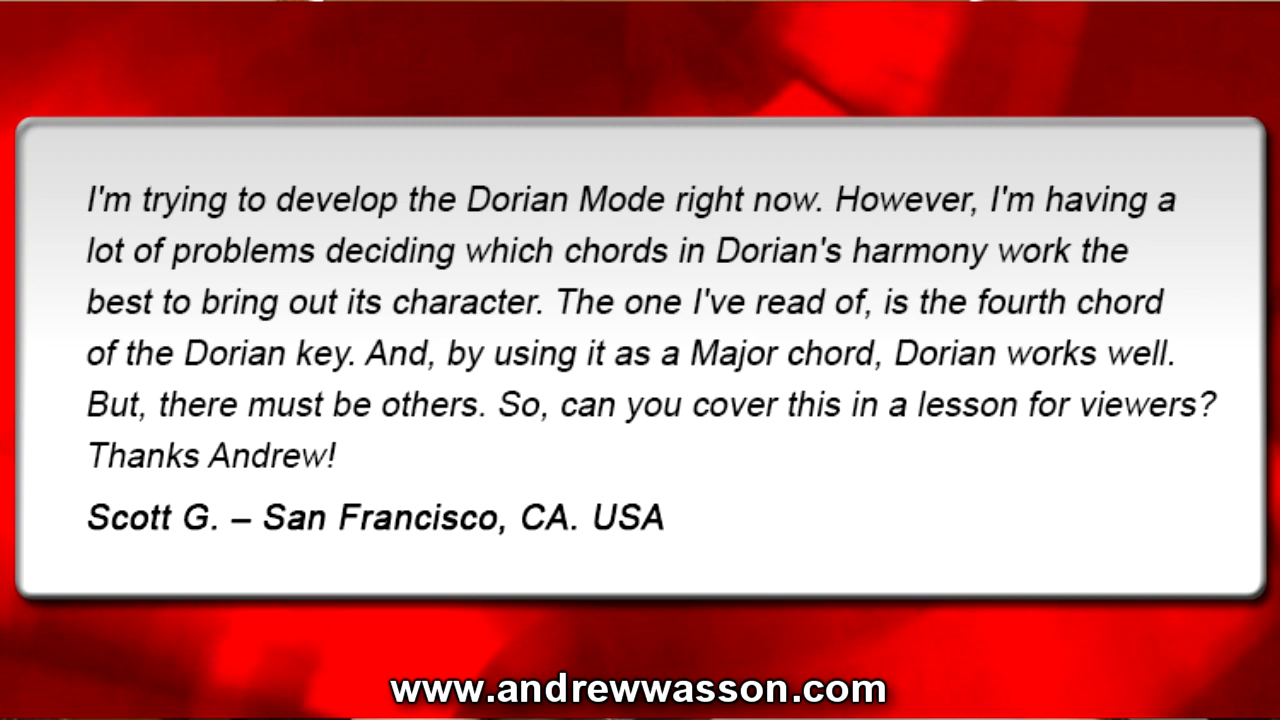 I'm trying to develop the Dorian Mode right now. However, I'm having a
lot of problems deciding which chords in Dorian's harmony work the
best to bring out its character. The one I've read of, is the fourth chord
of the Dorian key. And, by using it as a Major chord, Dorian works well.
But, there must be others. So, can you cover this in a lesson for viewers?
Thanks Andrew!
Scott G. – San Francisco, CA. USA
www.andrewwasson.com